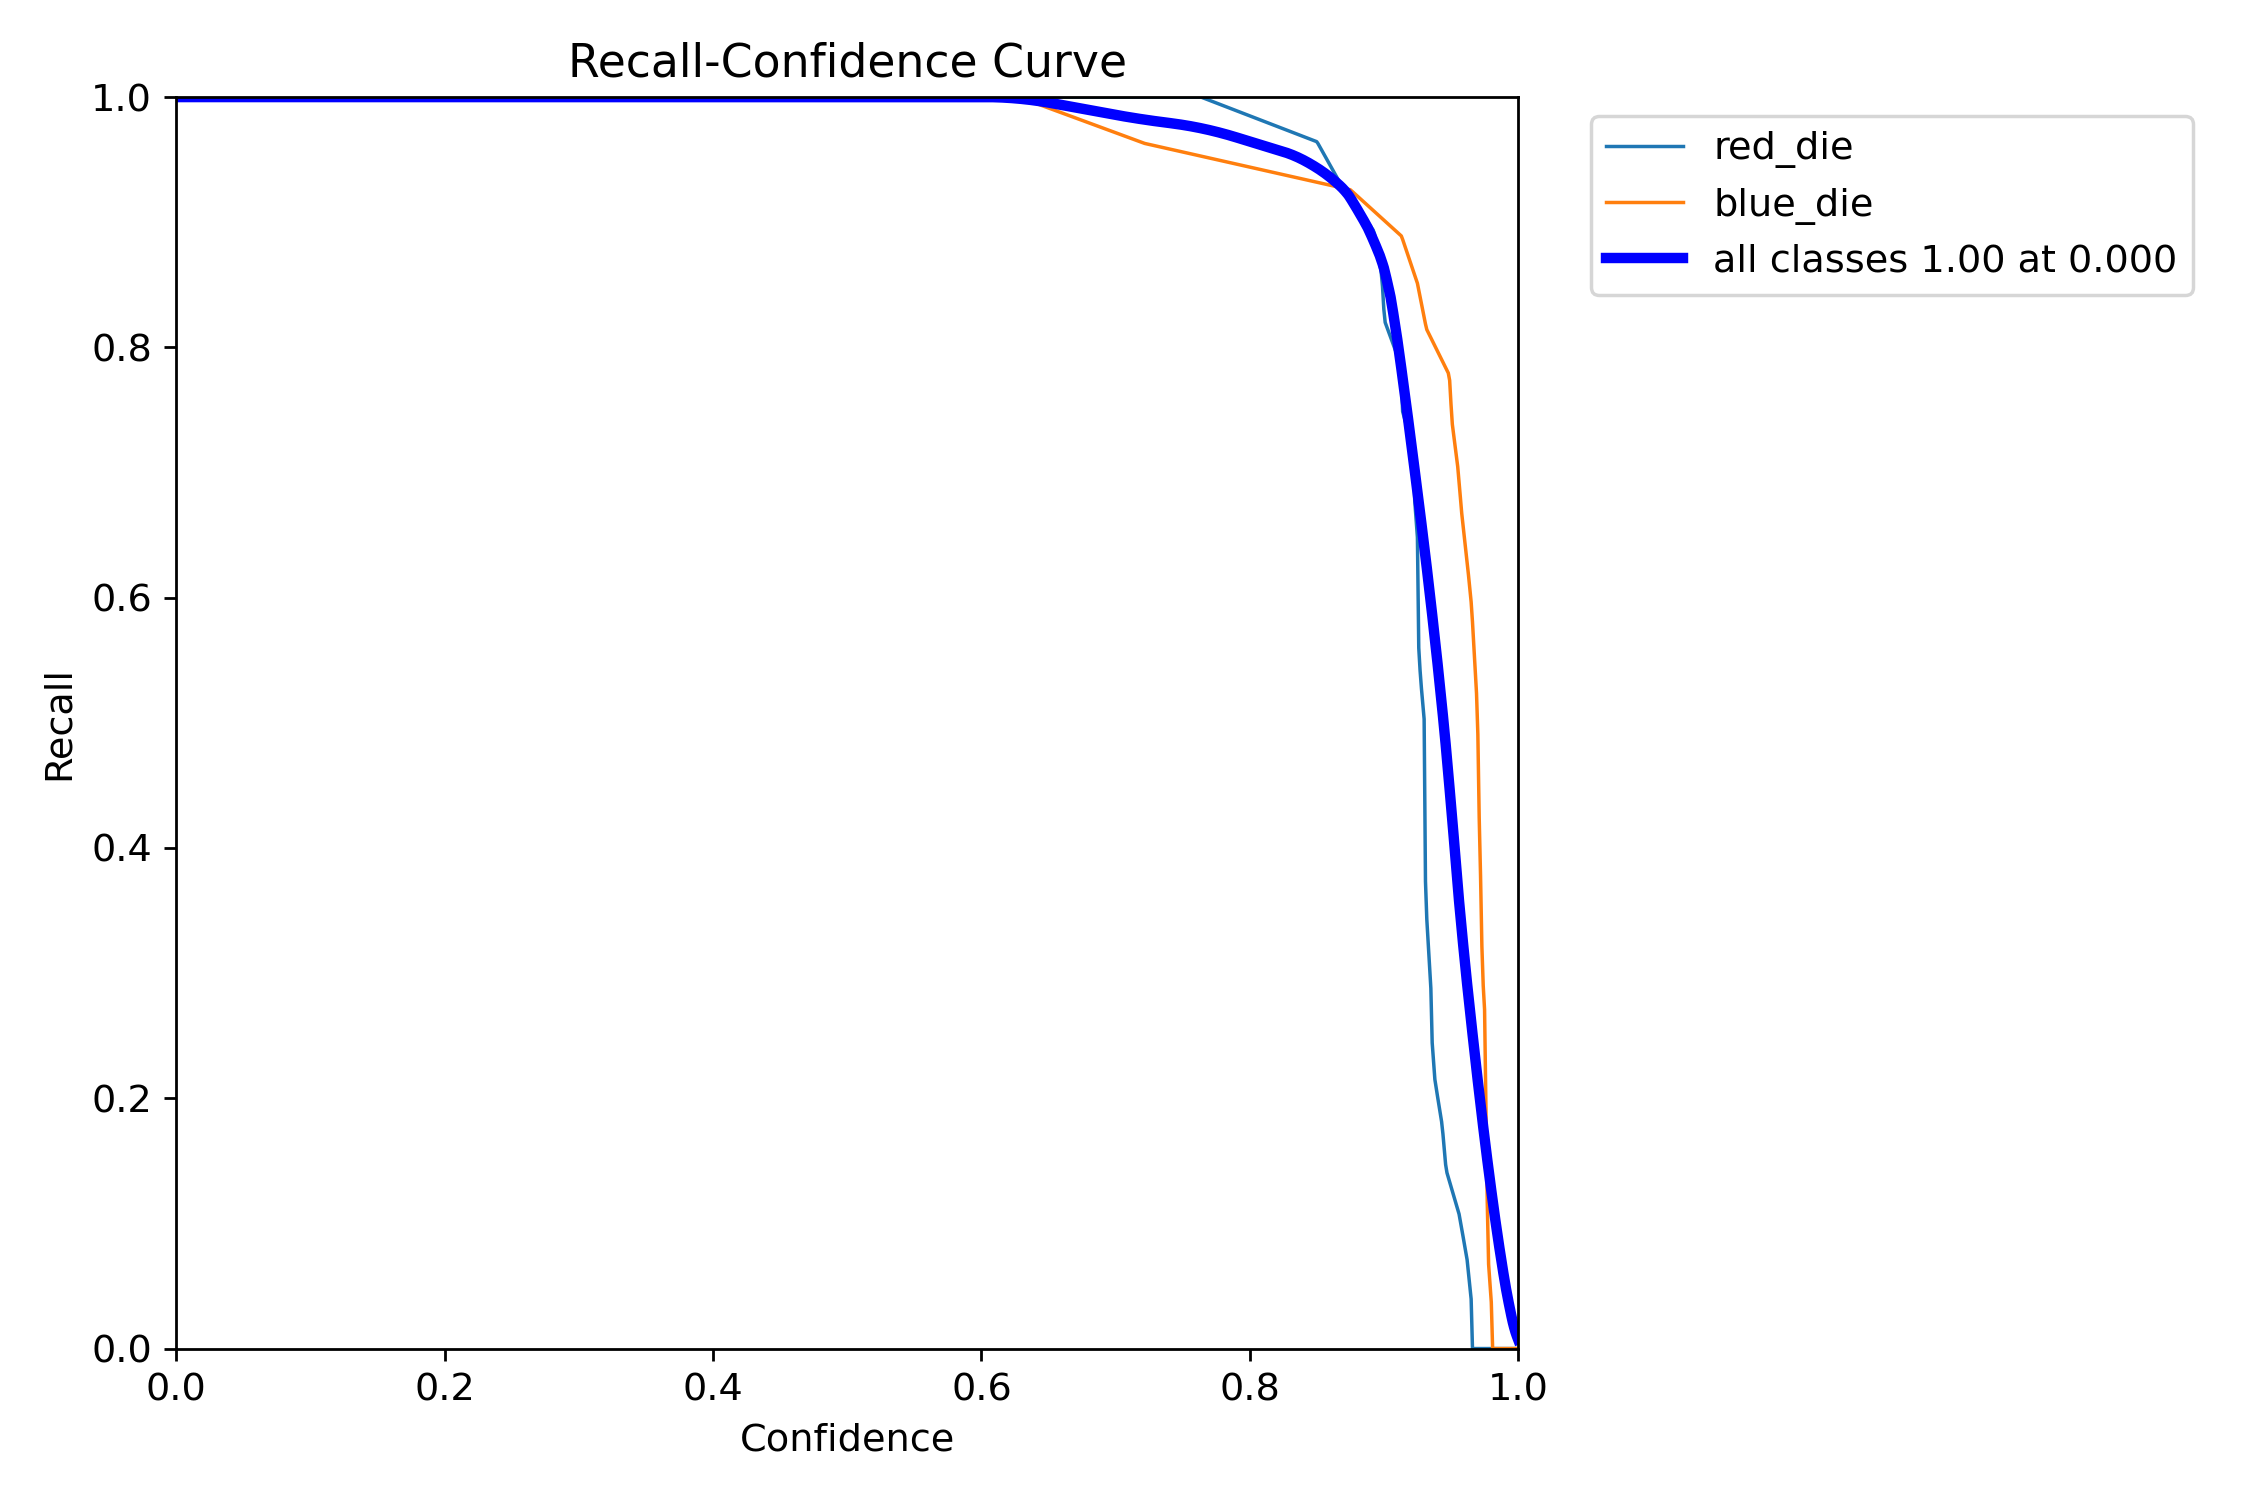 Recall-Confidence Curve
1.0
0.8
0.6
0.4
0.2
0.0
Recall
0.0 0.2 0.4 0.6 0.8 1.0
Confidence
red_die
blue_die
all classes 1.00 at 0.000